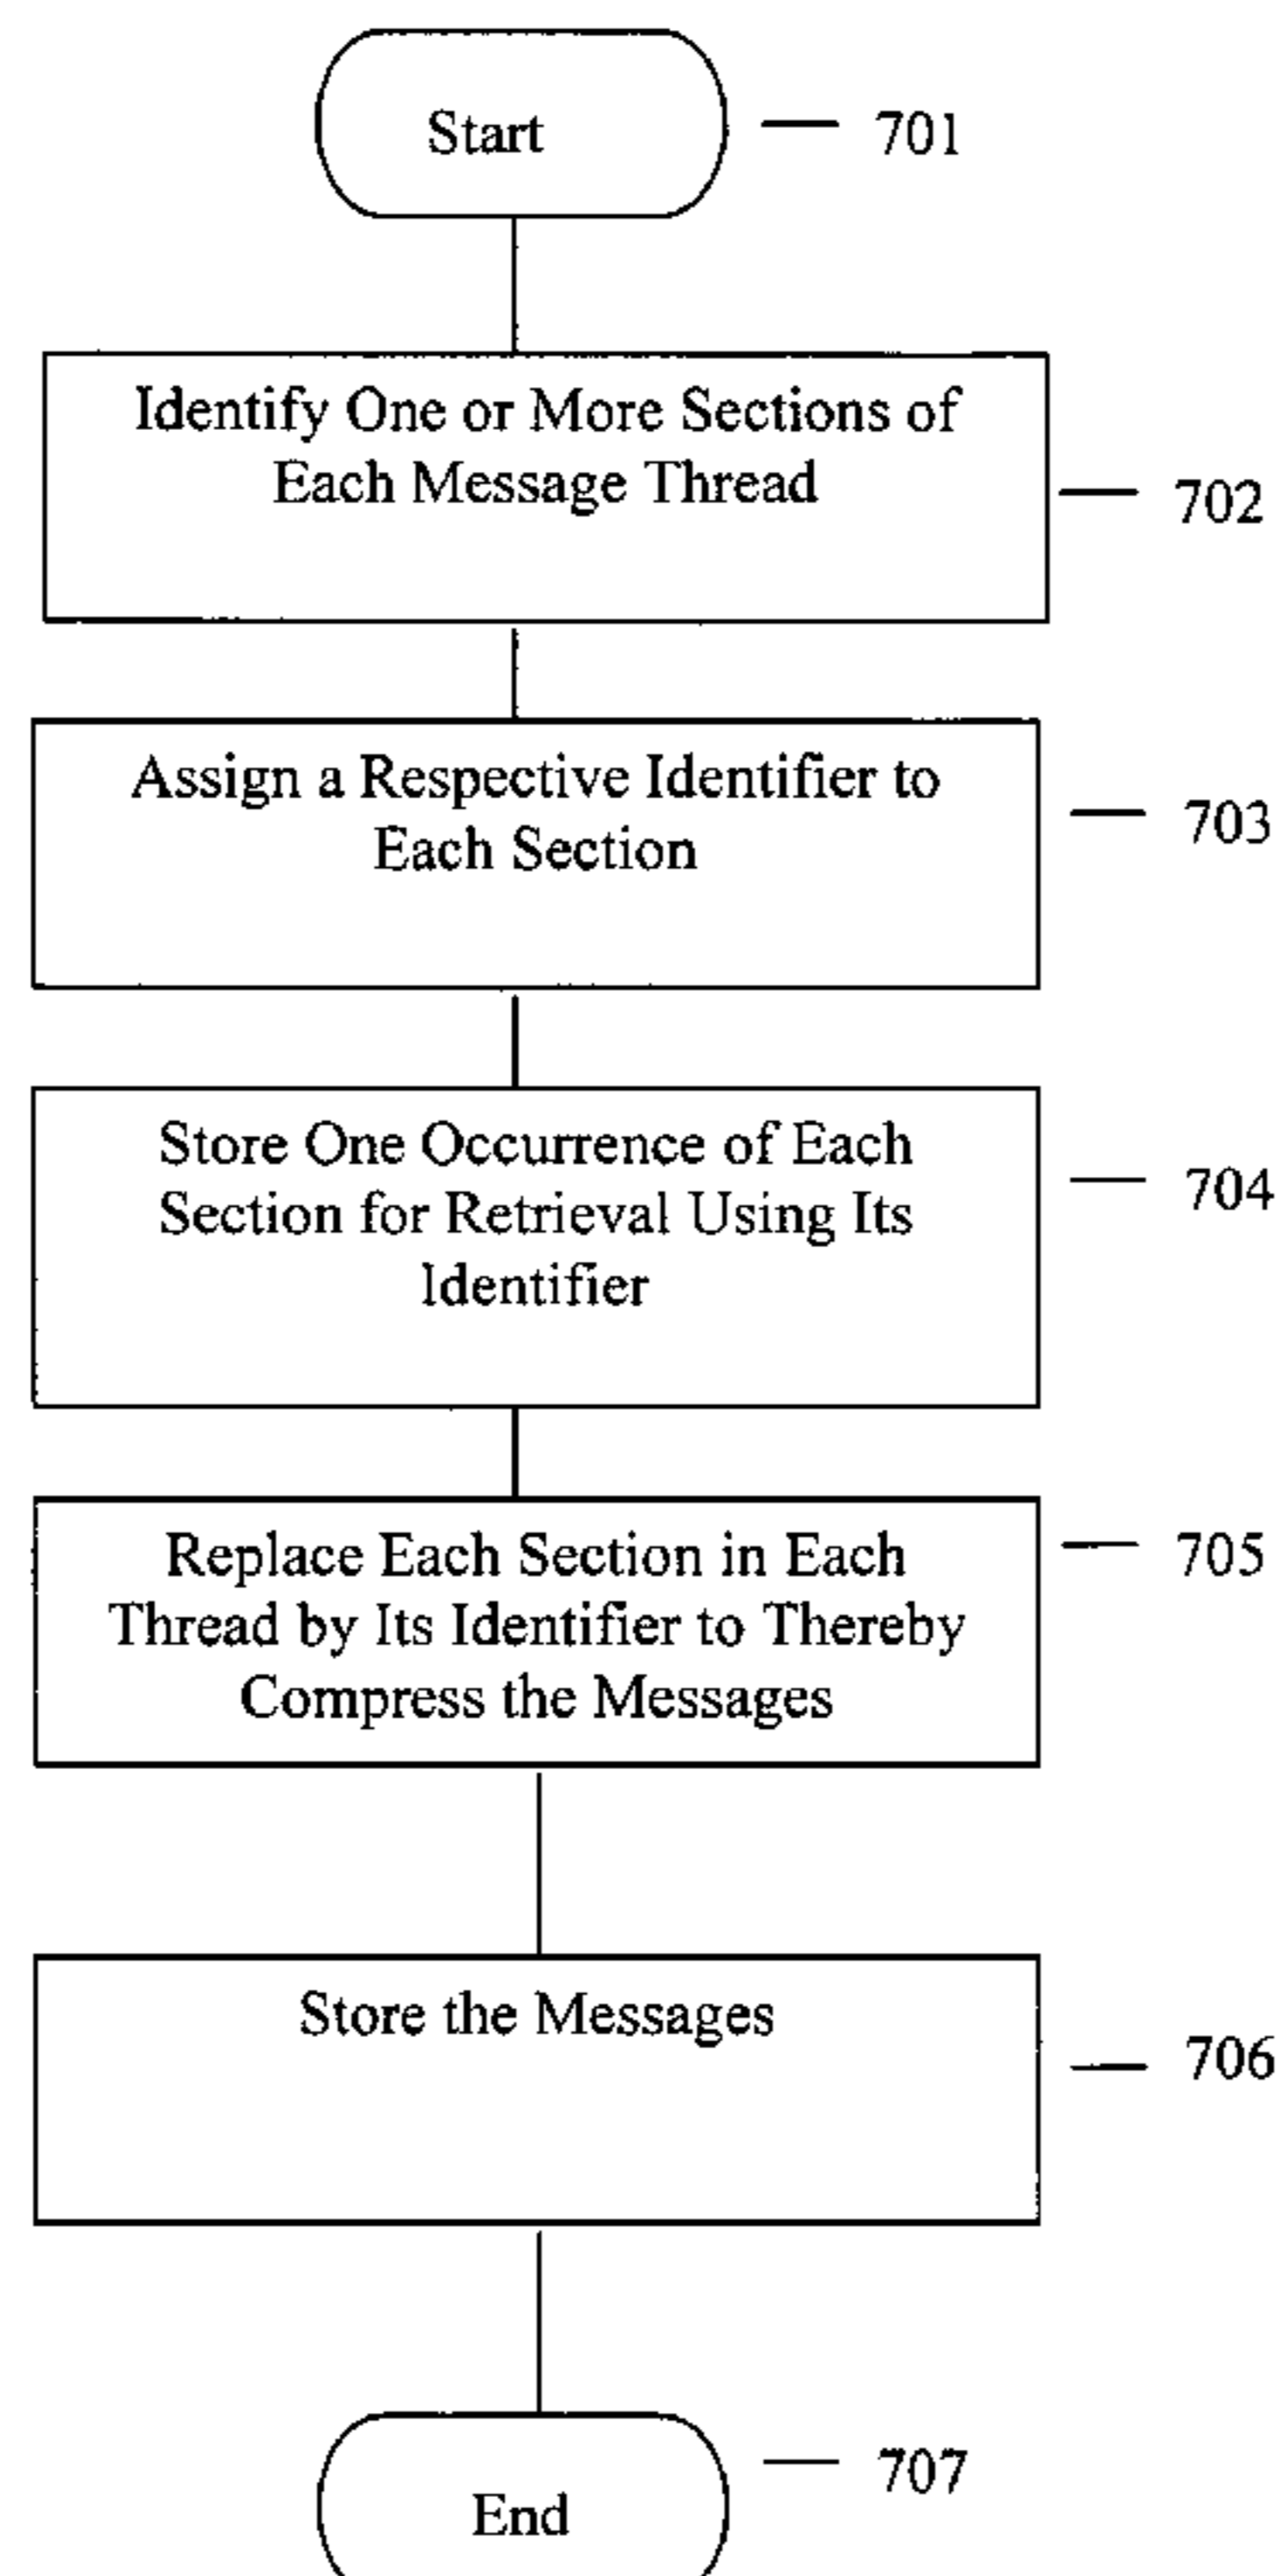 Start
701
Identify One or More Sections of
Each Message Thread
702
Assign a Respective Identifier to
Each Section
703
Store One Occurrence of Each
Section for Retrieval Using Its
Identifier
704
Replace Each Section in Each
Thread by Its Identifier to Thereby
Compress the Messages
705
Store the Messages
706
End
707